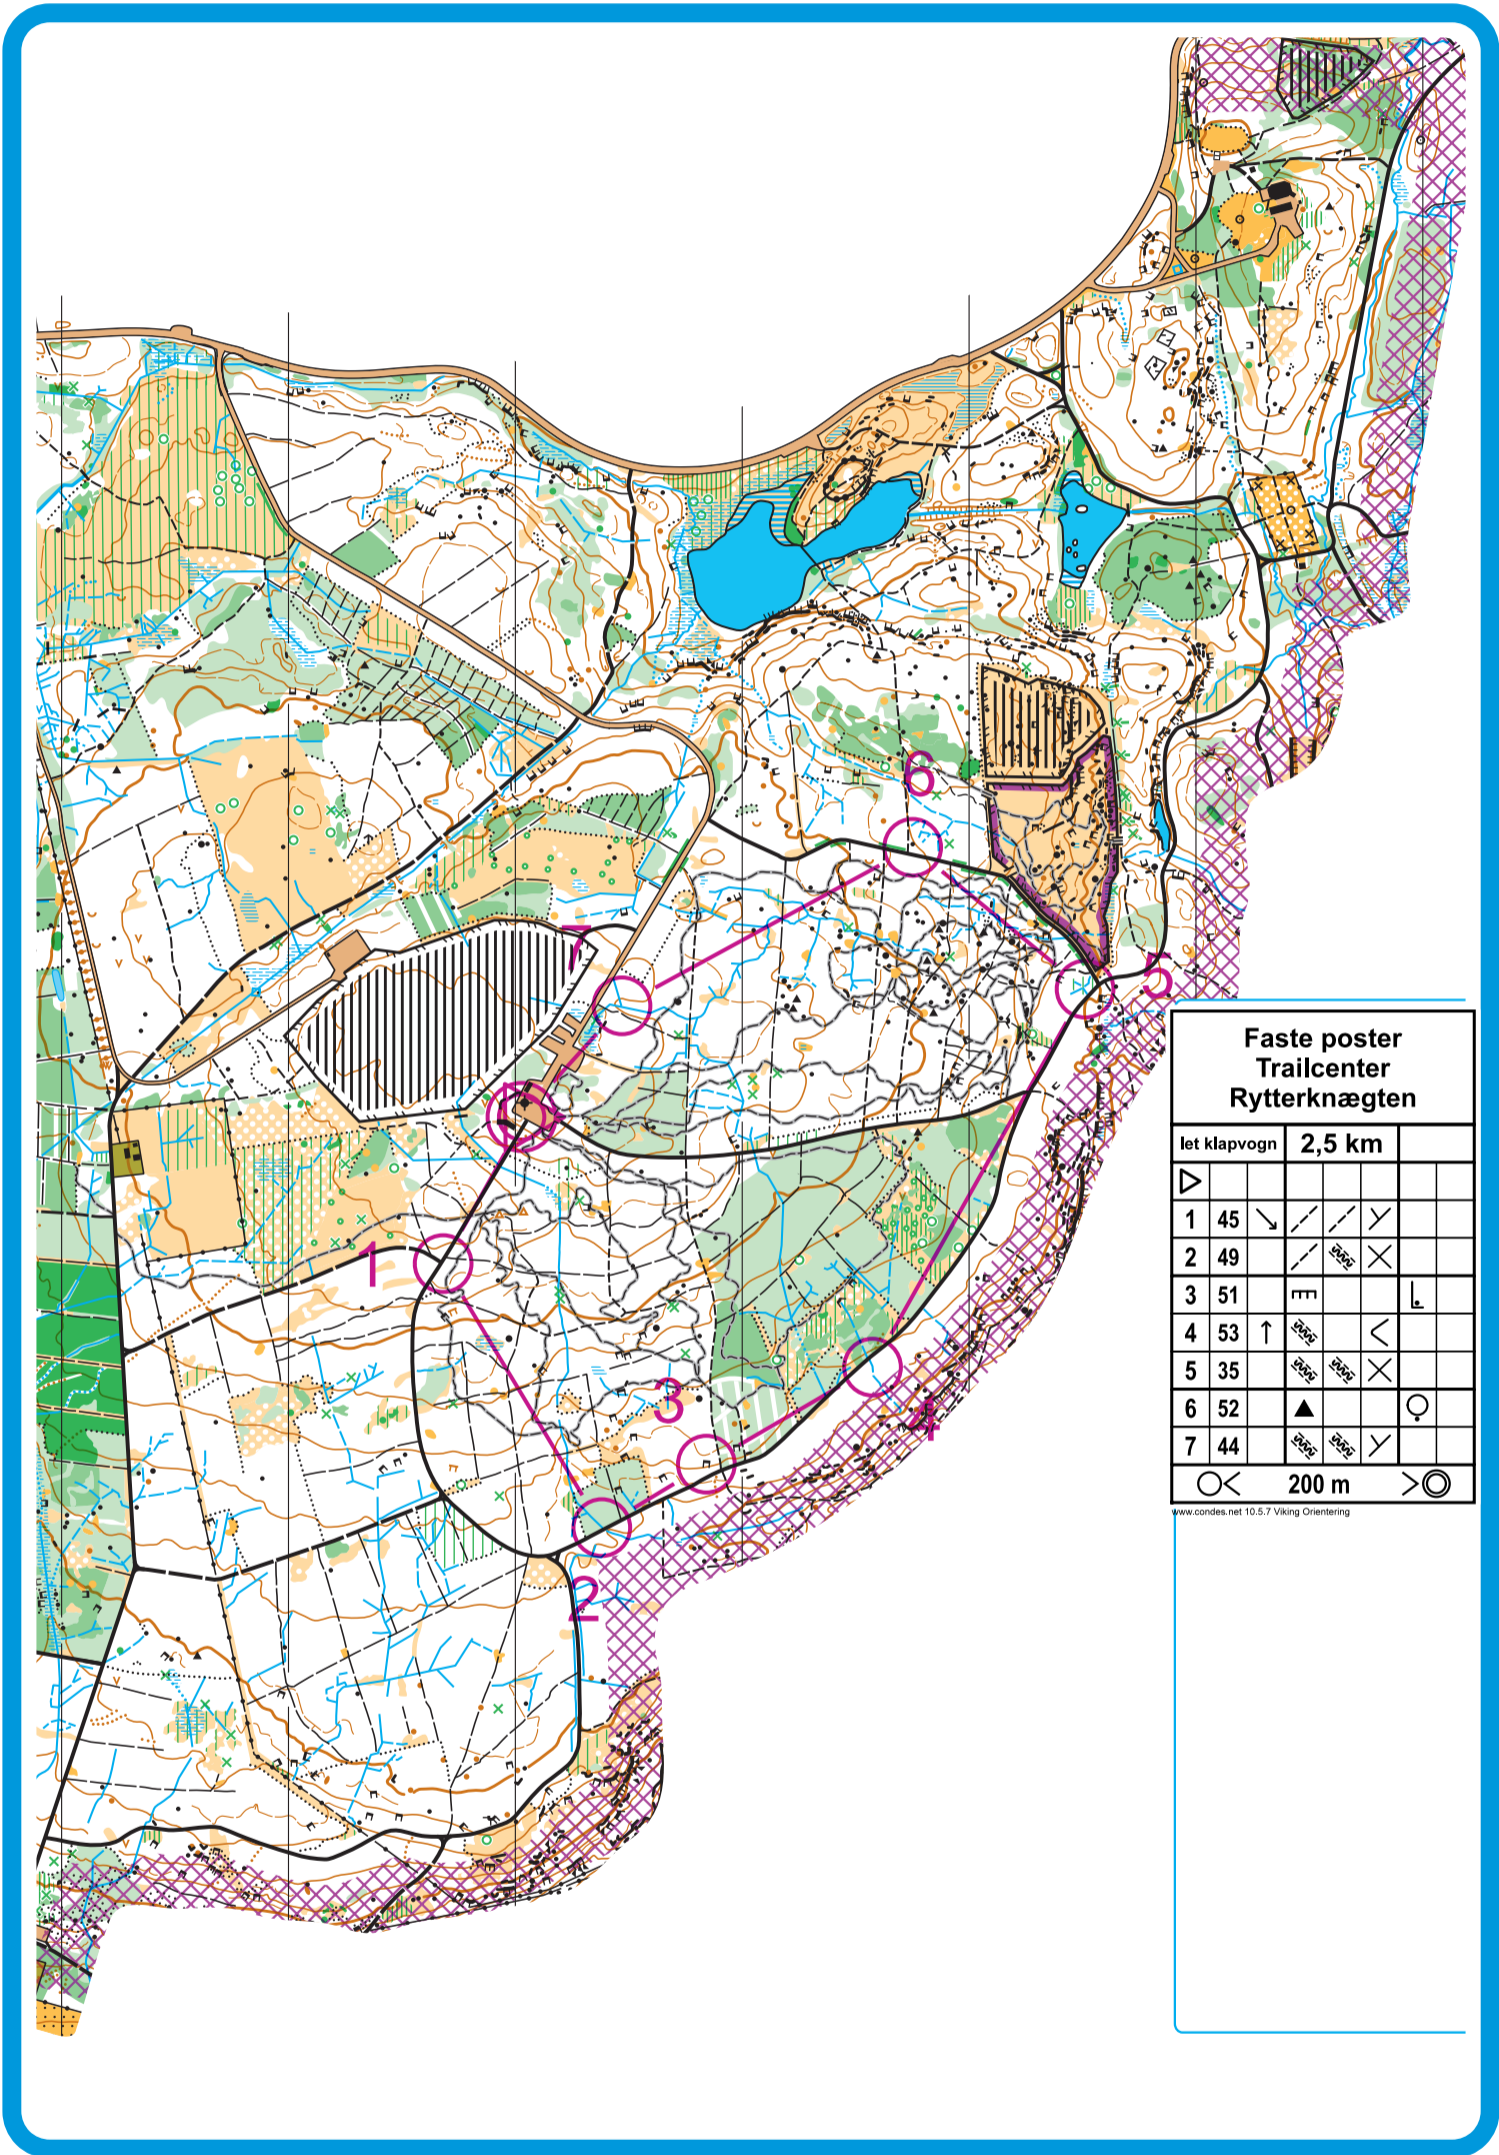 6
7
5
1
3
4
2
Faste poster
Trailcenter
Rytterknægten
let klapvogn 2,5 km
1 45
2 49
3 51
4 53
5 35
6 52
7 44
200 m
www.condes.net 10.5.7 Viking Orientering